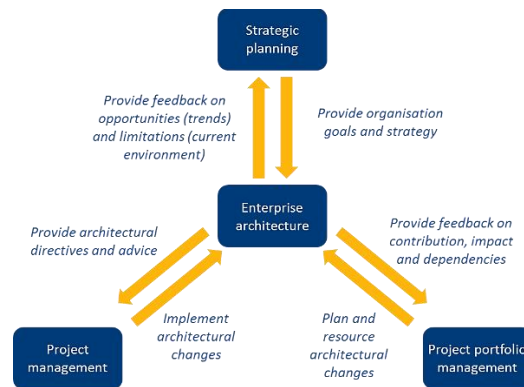 Strategic
planning
Provide feedback on
opportunities (trends)
and limitations (current
environment)
Provide organisation
goals and strategy
Enterprise
architecture
Provide architectural
directives and advice
Provide feedback on
contribution, impact
and dependencies
Implement
architectural
changes
Plan and
resource
architectural
changes
Project
management
Project portfolio
management